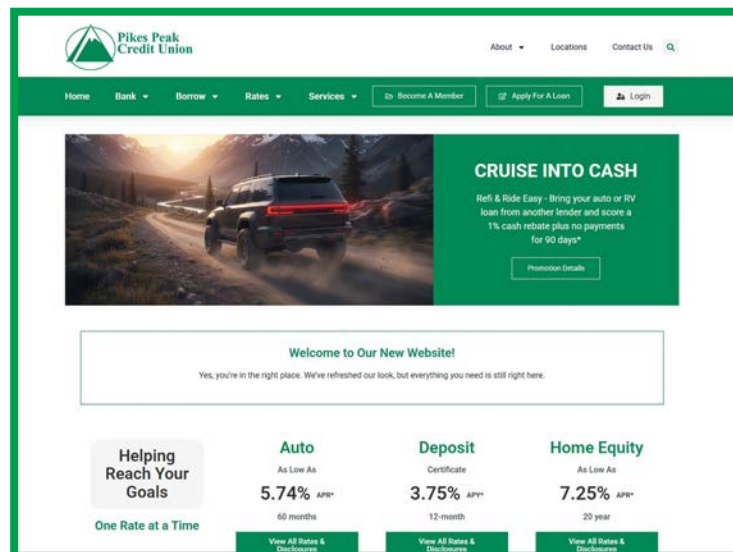 Pikes Peak
Credit Union
About
Locations
Contact Us
Home
Bank
Borrow
Rates
Services
Become A Member
Apply For A Loan
Login
CRUISE INTO CASH
Refi & Ride Easy - Bring your auto or RV
loan from another lender and score a
1% cash rebate plus no payments
for 90 days*
Promotion Details
Welcome to Our New Website!
Yes, you're in the right place. We've refreshed our look, but everything you need is still right here.
Helping
Reach Your
Goals
One Rate at a Time
Auto
As Low As
5.74% APR*
60 months
View All Rates &
Disclosures
Deposit
Certificate
3.75% APY*
12-month
View All Rates &
Disclosures
Home Equity
As Low As
7.25% APR*
20 year
View All Rates &
Disclosures